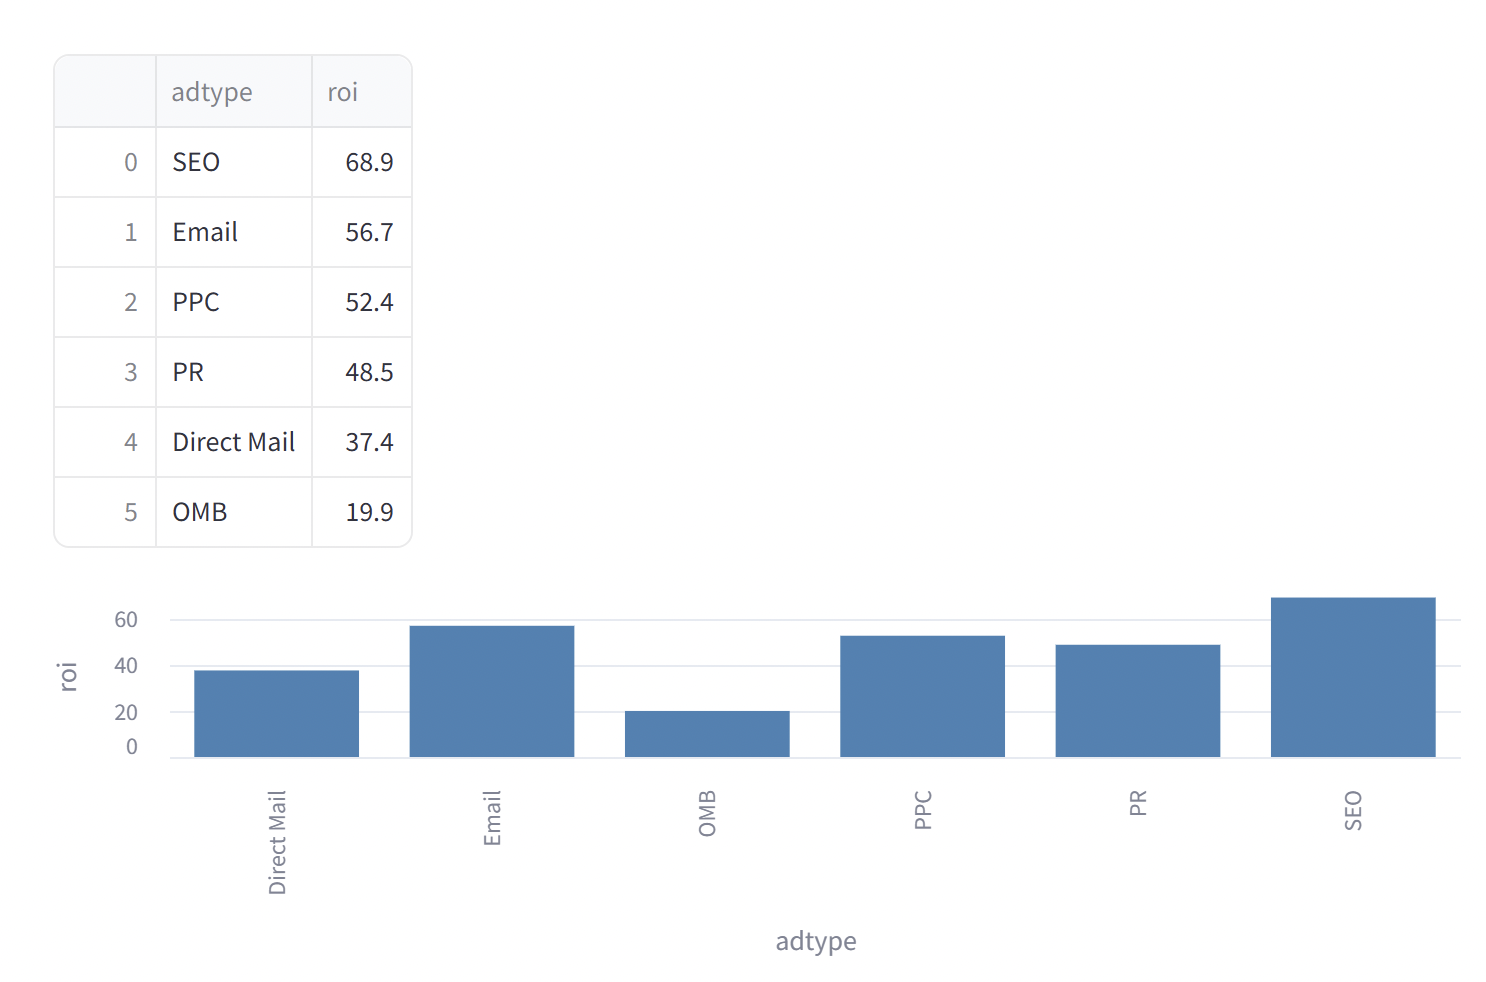 adtype roi
0 SEO 68.9
1 Email 56.7
2 PPC 52.4
3 PR 48.5
4 Direct Mail 37.4
5 OMB 19.9
roi
60
40
20
0
Direct Mail
Email
OMB
PPC
PR
SEO
adtype